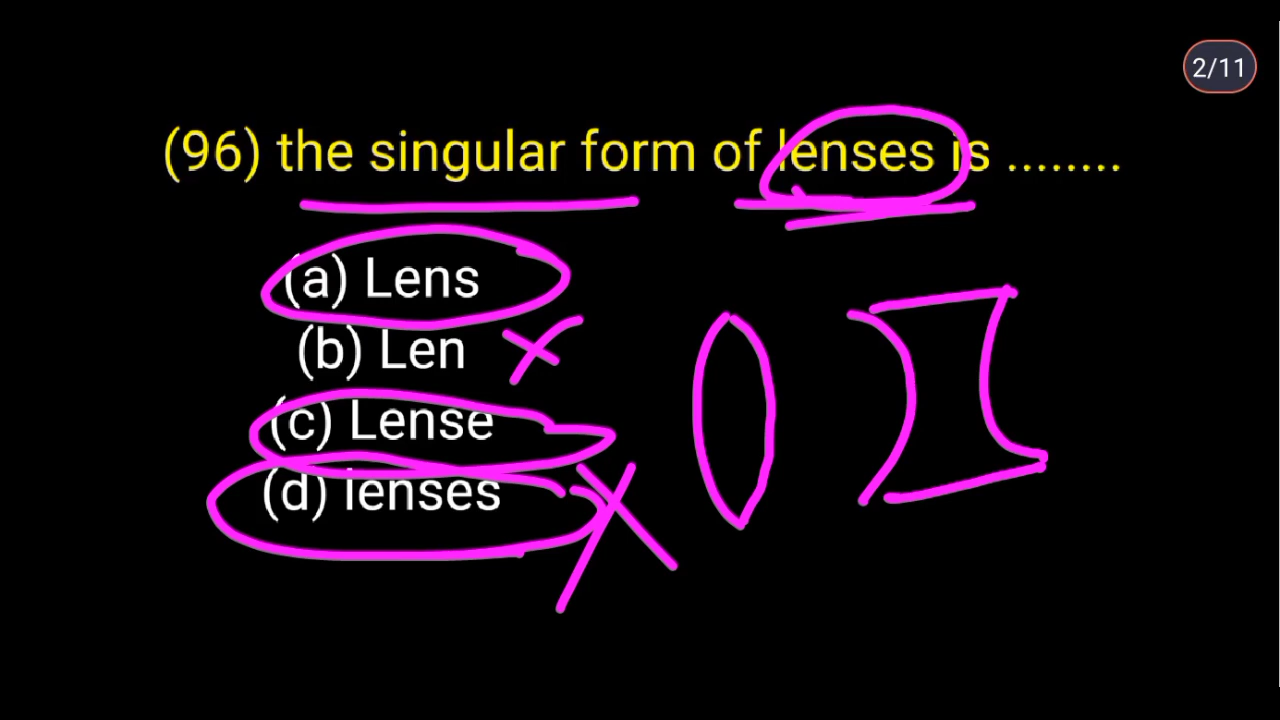 2/11
(96) the singular form of lenses is ........
(a) Lens
(b) Len
(c) Lense
(d) lenses